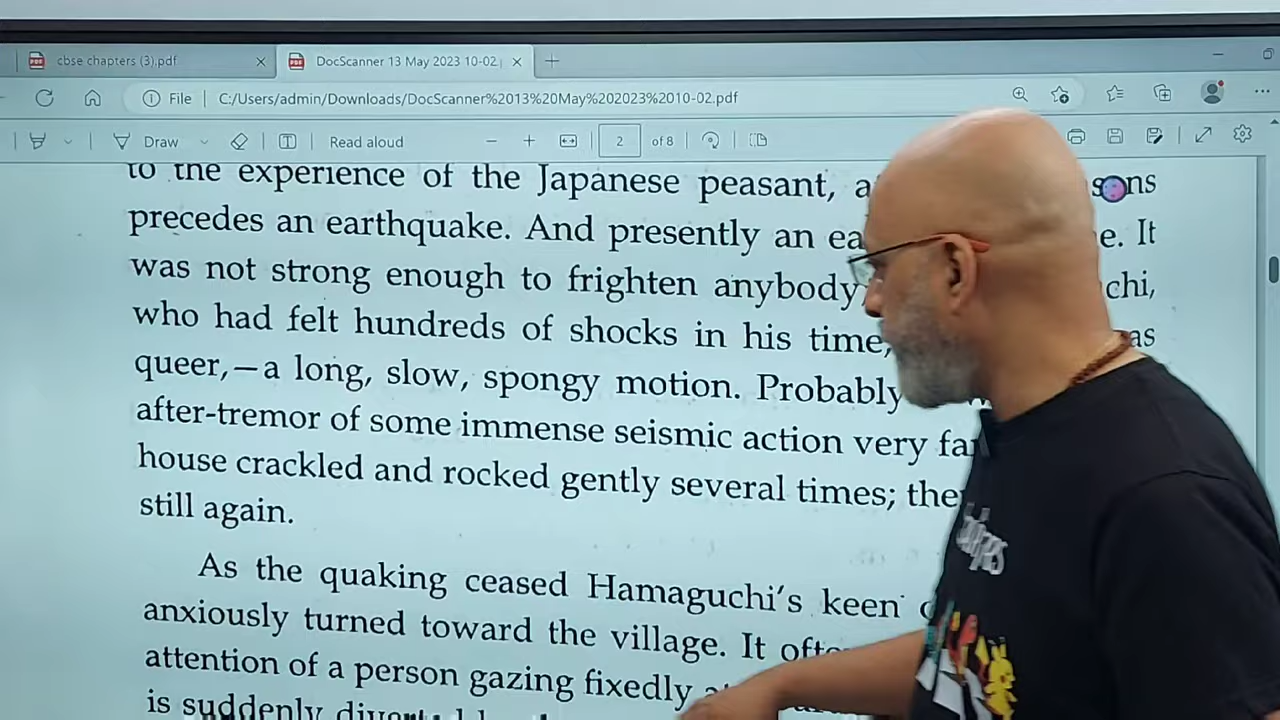 cbse chapters (3).pdf
DocScanner 13 May 2023 10-02
File
C:/Users/admin/Downloads/DocScanner%2013%20May%202023%2010-02.pdf
Draw
Read aloud
2
of 8
to the experience of the Japanese peasant,
precedes an earthquake. And presently an It
was not strong enough to frighten anybody
who had felt hundreds of shocks in his time,
queer,—a long, slow, spongy motion. Probably
after-tremor of some immense seismic action very
house crackled and rocked gently several times;
still again.
As the quaking ceased Hamaguchi's keen
anxiously turned toward the village. It
attention of a person gazing fixedly
is suddenly